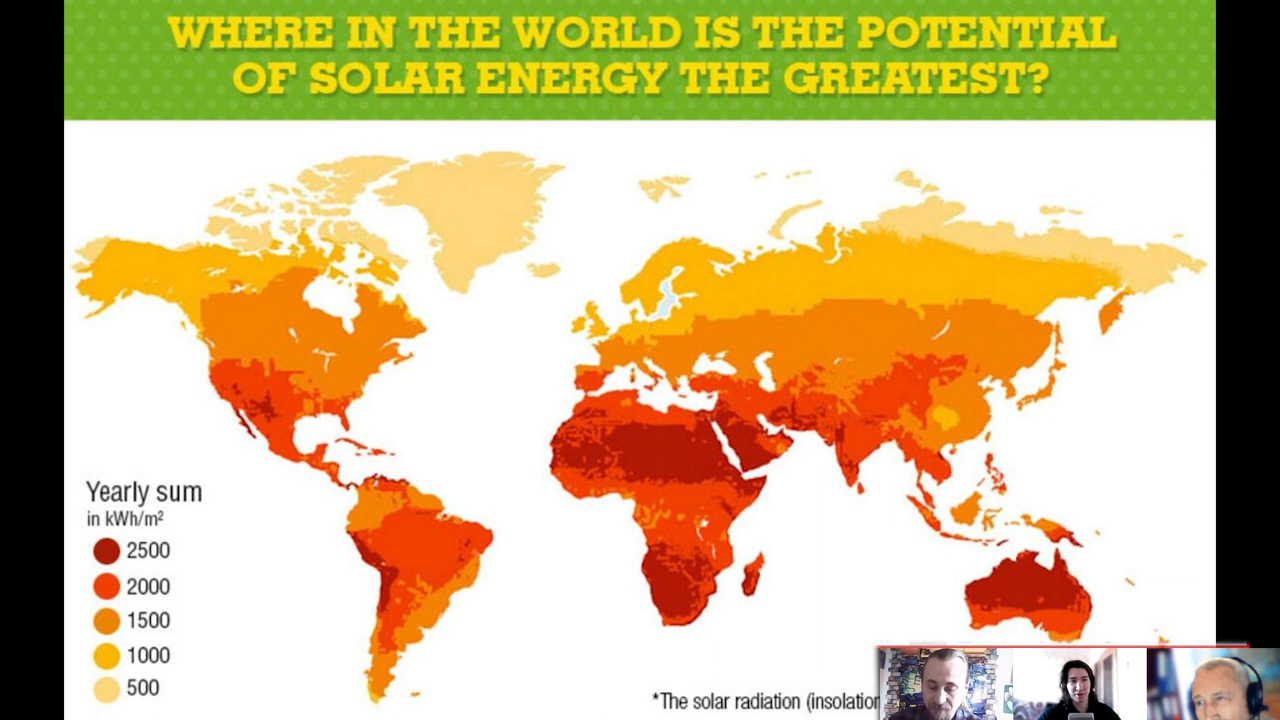 WHERE IN THE WORLD IS THE POTENTIAL
OF SOLAR ENERGY THE GREATEST?
Yearly sum
in kWh/m²
2500
2000
1500
1000
500
*The solar radiation (insolation